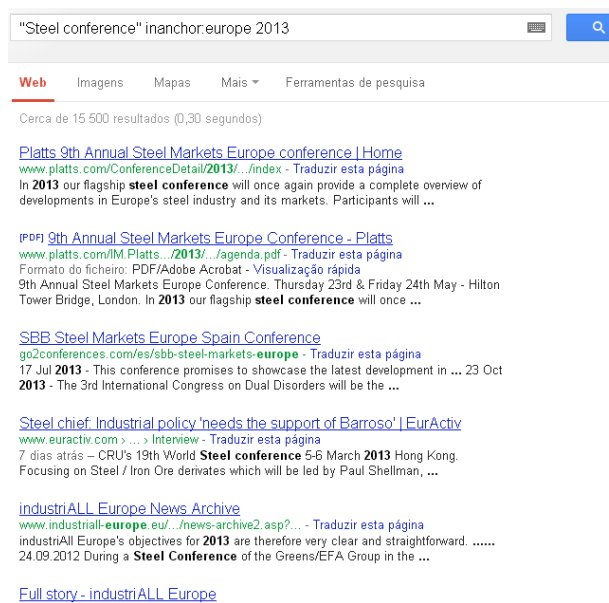 "Steel conference" inanchor:europe 2013
Web Imagens Mapas Mais Ferramentas de pesquisa
Cerca de 15 500 resultados (0,30 segundos)
Platts 9th Annual Steel Markets Europe conference | Home
www.platts.com/ConferenceDetail/2013/.../index - Traduzir esta página
In 2013 our flagship steel conference will once again provide a complete overview of
developments in Europe's steel industry and its markets. Participants will ...
[PDF] 9th Annual Steel Markets Europe Conference - Platts
www.platts.com/IM.Platts.../2013/.../agenda.pdf - Traduzir esta página
Formato do ficheiro: PDF/Adobe Acrobat - Visualização rápida
9th Annual Steel Markets Europe Conference. Thursday 23rd & Friday 24th May - Hilton
Tower Bridge, London. In 2013 our flagship steel conference will once ...
SBB Steel Markets Europe Spain Conference
go2conferences.com/es/sbb-steel-markets-europe - Traduzir esta página
17 Jul 2013 - This conference promises to showcase the latest development in ... 23 Oct
2013 - The 3rd International Congress on Dual Disorders will be the ...
Steel chief: Industrial policy 'needs the support of Barroso' | EurActiv
www.euractiv.com › ... › Interview - Traduzir esta página
7 dias atrás – CRU's 19th World Steel conference 5-6 March 2013 Hong Kong.
Focusing on Steel / Iron Ore derivates which will be led by Paul Shellman, ...
industriALL Europe News Archive
www.industriall-europe.eu/.../news-archive2.asp?... - Traduzir esta página
industriAll Europe's objectives for 2013 are therefore very clear and straightforward. ......
24.09.2012 During a Steel Conference of the Greens/EFA Group in the ...
Full story - industriALL Europe